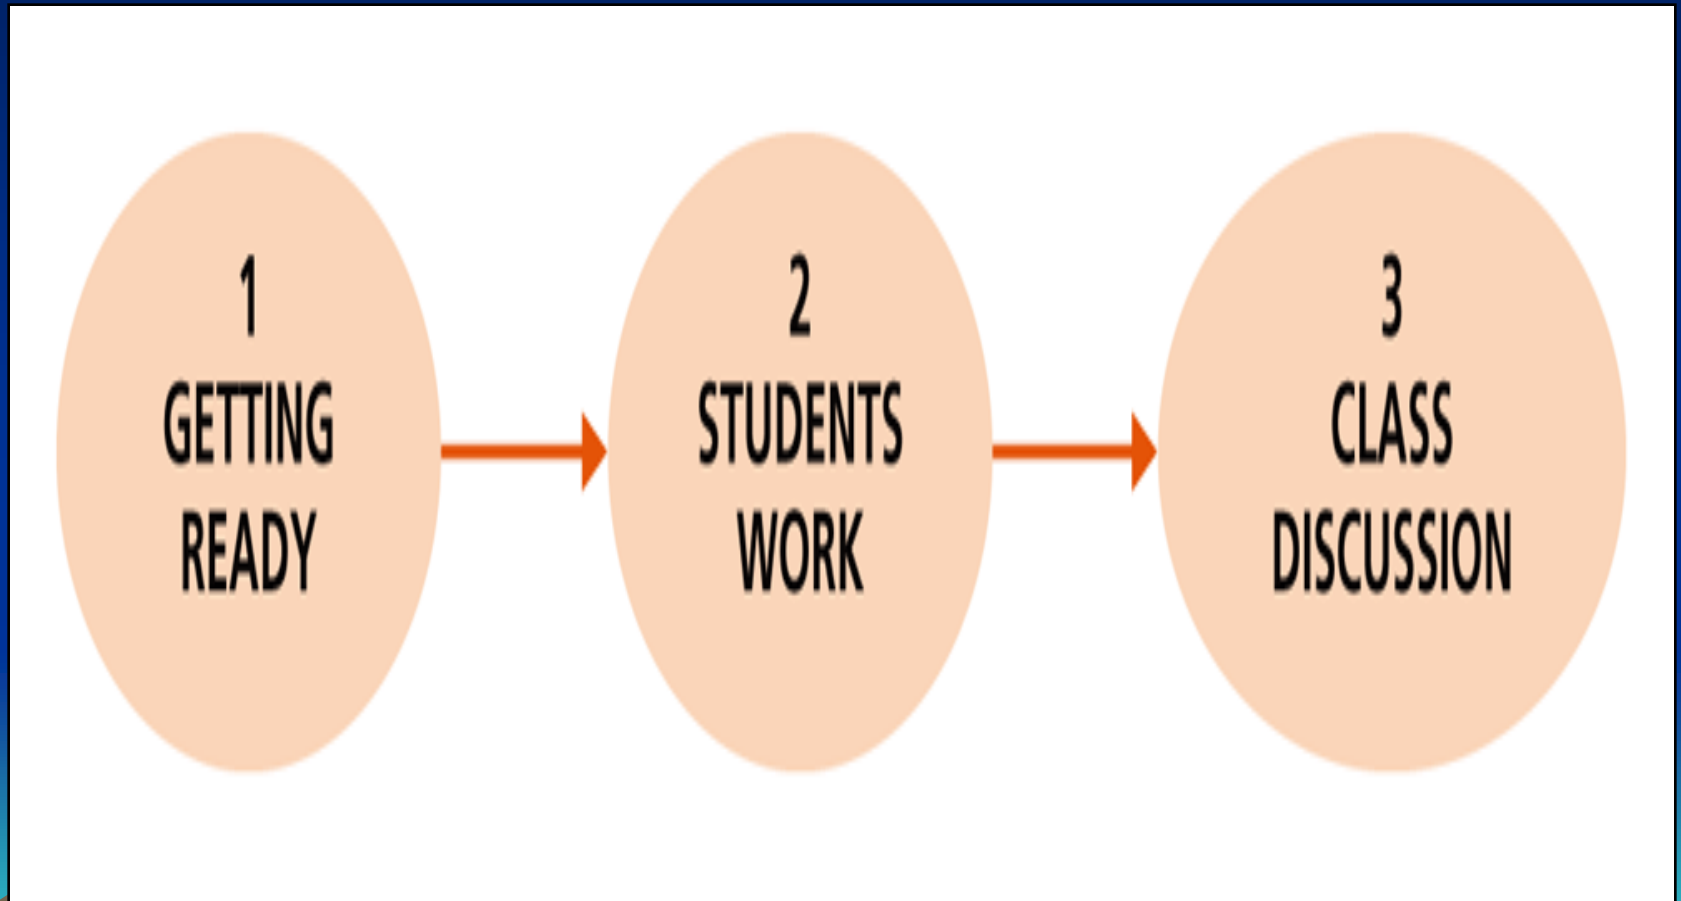 1
GETTING
READY
2
STUDENTS
WORK
3
CLASS
DISCUSSION